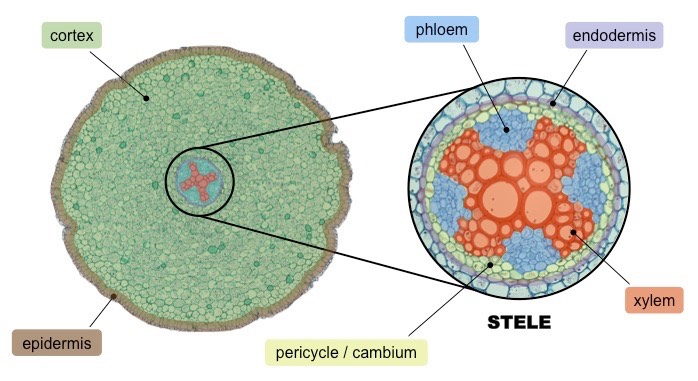 cortex
phloem
endodermis
xylem
STELE
epidermis
pericycle / cambium